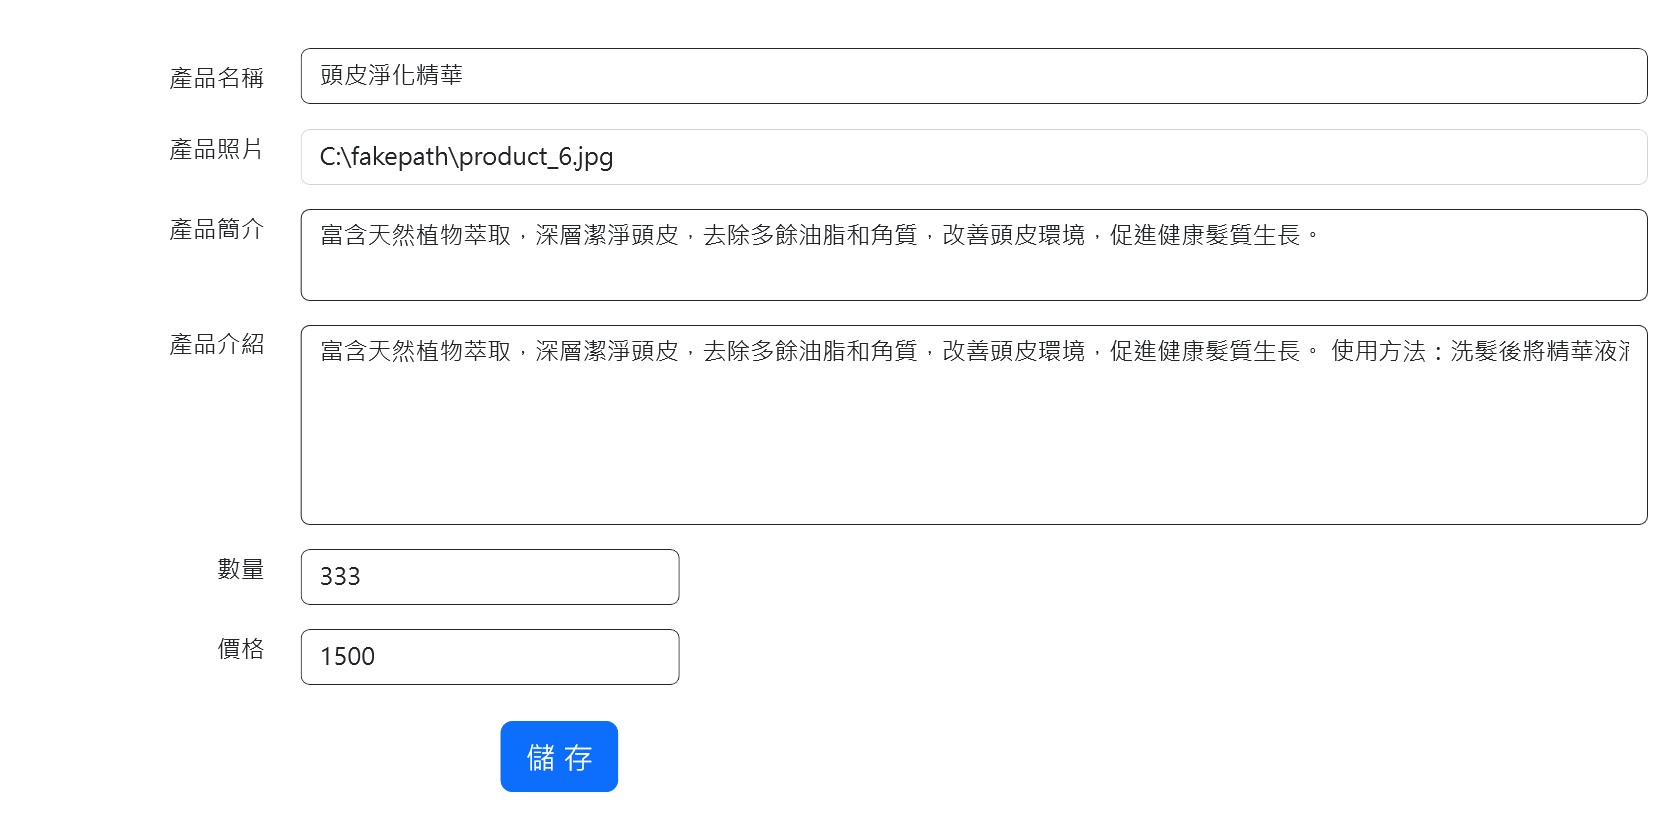 產品名稱
頭皮淨化精華
產品照片
C:\fakepath\product_6.jpg
產品簡介
富含天然植物萃取，深層潔淨頭皮，去除多餘油脂和角質，改善頭皮環境，促進健康髮質生長。
產品介紹
富含天然植物萃取，深層潔淨頭皮，去除多餘油脂和角質，改善頭皮環境，促進健康髮質生長。 使用方法：洗髮後將精華液
數量
333
價格
1500
儲 存